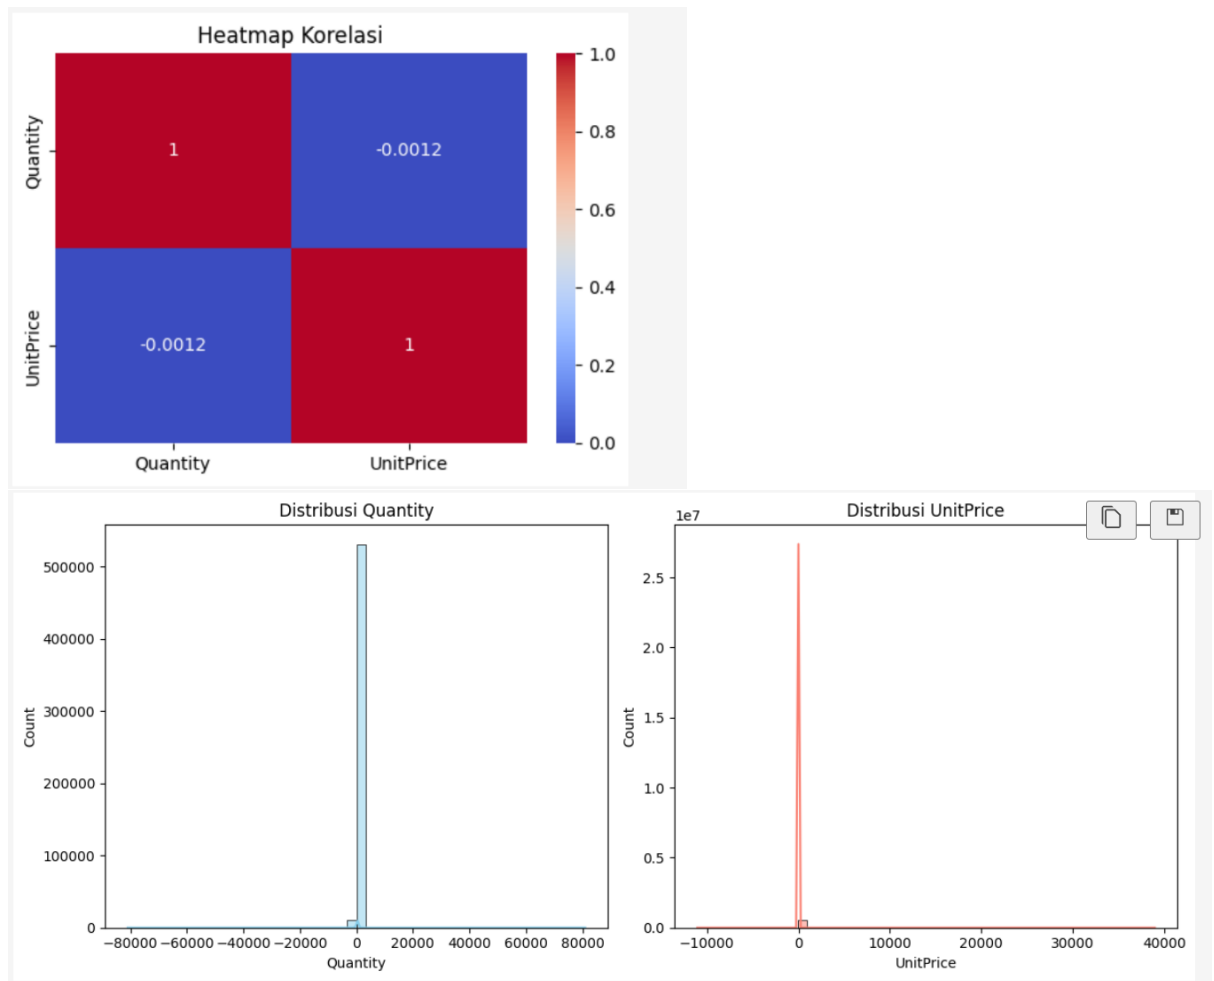 Heatmap Korelasi
1.0
0.8
0.6
0.4
0.2
0.0
Quantity
UnitPrice
1
-0.0012
-0.0012
1
Quantity
UnitPrice
Distribusi Quantity
500000
400000
300000
200000
100000
0
Count
−80000 −60000 −40000 −20000 0 20000 40000 60000 80000
Quantity
Distribusi UnitPrice
1e7
2.5
2.0
1.5
1.0
0.5
0.0
Count
−10000 0 10000 20000 30000 40000
UnitPrice